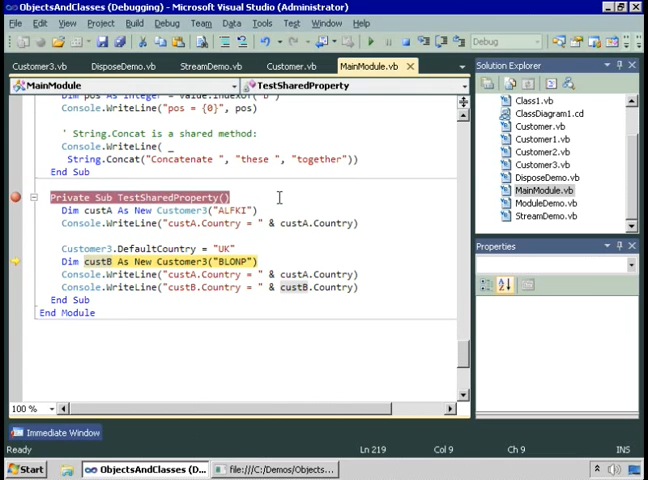 ObjectsAndClasses (Debugging) - Microsoft Visual Studio (Administrator)
File Edit View Project Build Debug Team Data Tools Test Window Help
Debug
Customer3.vb DisposeDemo.vb StreamDemo.vb Customer.vb MainModule.vb
MainModule TestSharedProperty
Console.WriteLine("pos = {0}", pos)
' String.Concat is a shared method:
Console.WriteLine( _
String.Concat("Concatenate ", "these ", "together"))
End Sub
Private Sub TestSharedProperty()
Dim custA As New Customer3("ALFKI")
Console.WriteLine("custA.Country = " & custA.Country)
Customer3.DefaultCountry = "UK"
Dim custB As New Customer3("BLONP")
Console.WriteLine("custA.Country = " & custA.Country)
Console.WriteLine("custB.Country = " & custB.Country)
End Sub
End Module
100 %
Solution Explorer
Class1.vb
ClassDiagram1.cd
Customer.vb
Customer1.vb
Customer2.vb
Customer3.vb
DisposeDemo.vb
MainModule.vb
ModuleDemo.vb
StreamDemo.vb
Properties
Immediate Window
Ready Ln 219 Col 9 Ch 9 INS
Start ObjectsAndClasses (D... file:///C:/Demos/Objects...